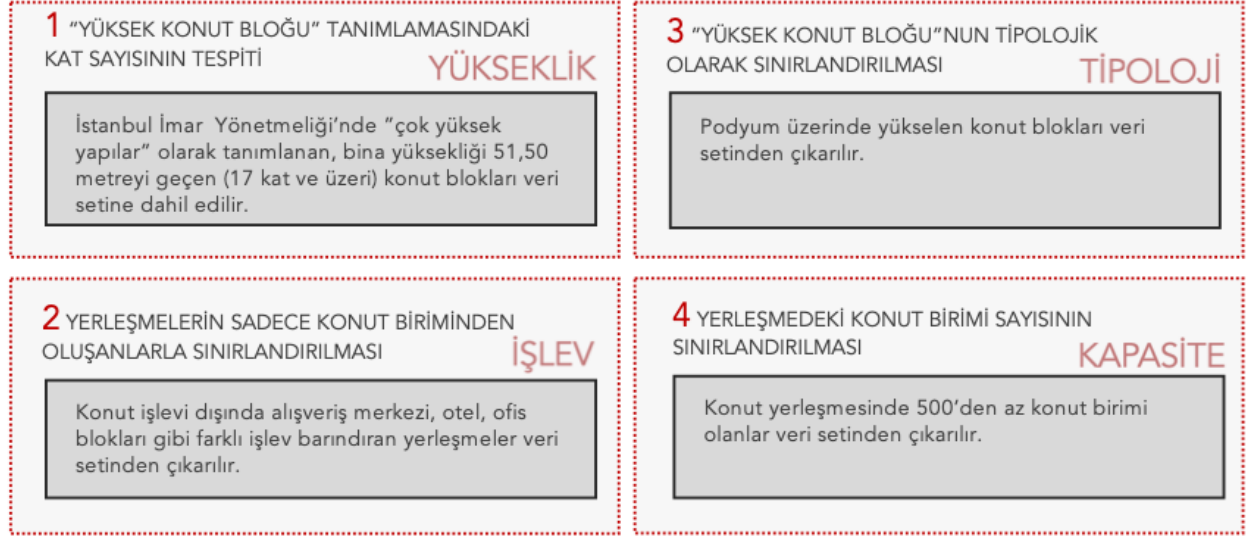 1 "YÜKSEK KONUT BLOĞU" TANIMLAMASINDAKİ
KAT SAYISININ TESPİTİ
YÜKSEKLİK
İstanbul İmar Yönetmeliği'nde "çok yüksek
yapılar" olarak tanımlanan, bina yüksekliği 51,50
metreyi geçen (17 kat ve üzeri) konut blokları veri
setine dahil edilir.
2 YERLEŞMELERİN SADECE KONUT BİRİMİNDEN
OLUŞANLARLA SINIRLANDIRILMASI
İŞLEV
Konut işlevi dışında alışveriş merkezi, otel, ofis
blokları gibi farklı işlev barındıran yerleşmeler veri
setinden çıkarılır.
3 "YÜKSEK KONUT BLOĞU"NUN TİPOLOJİK
OLARAK SINIRLANDIRILMASI
TİPOLOJİ
Podyum üzerinde yükselen konut blokları veri
setinden çıkarılır.
4 YERLEŞMEDEKİ KONUT BİRİMİ SAYISININ
SINIRLANDIRILMASI
KAPASİTE
Konut yerleşmesinde 500'den az konut birimi
olanlar veri setinden çıkarılır.